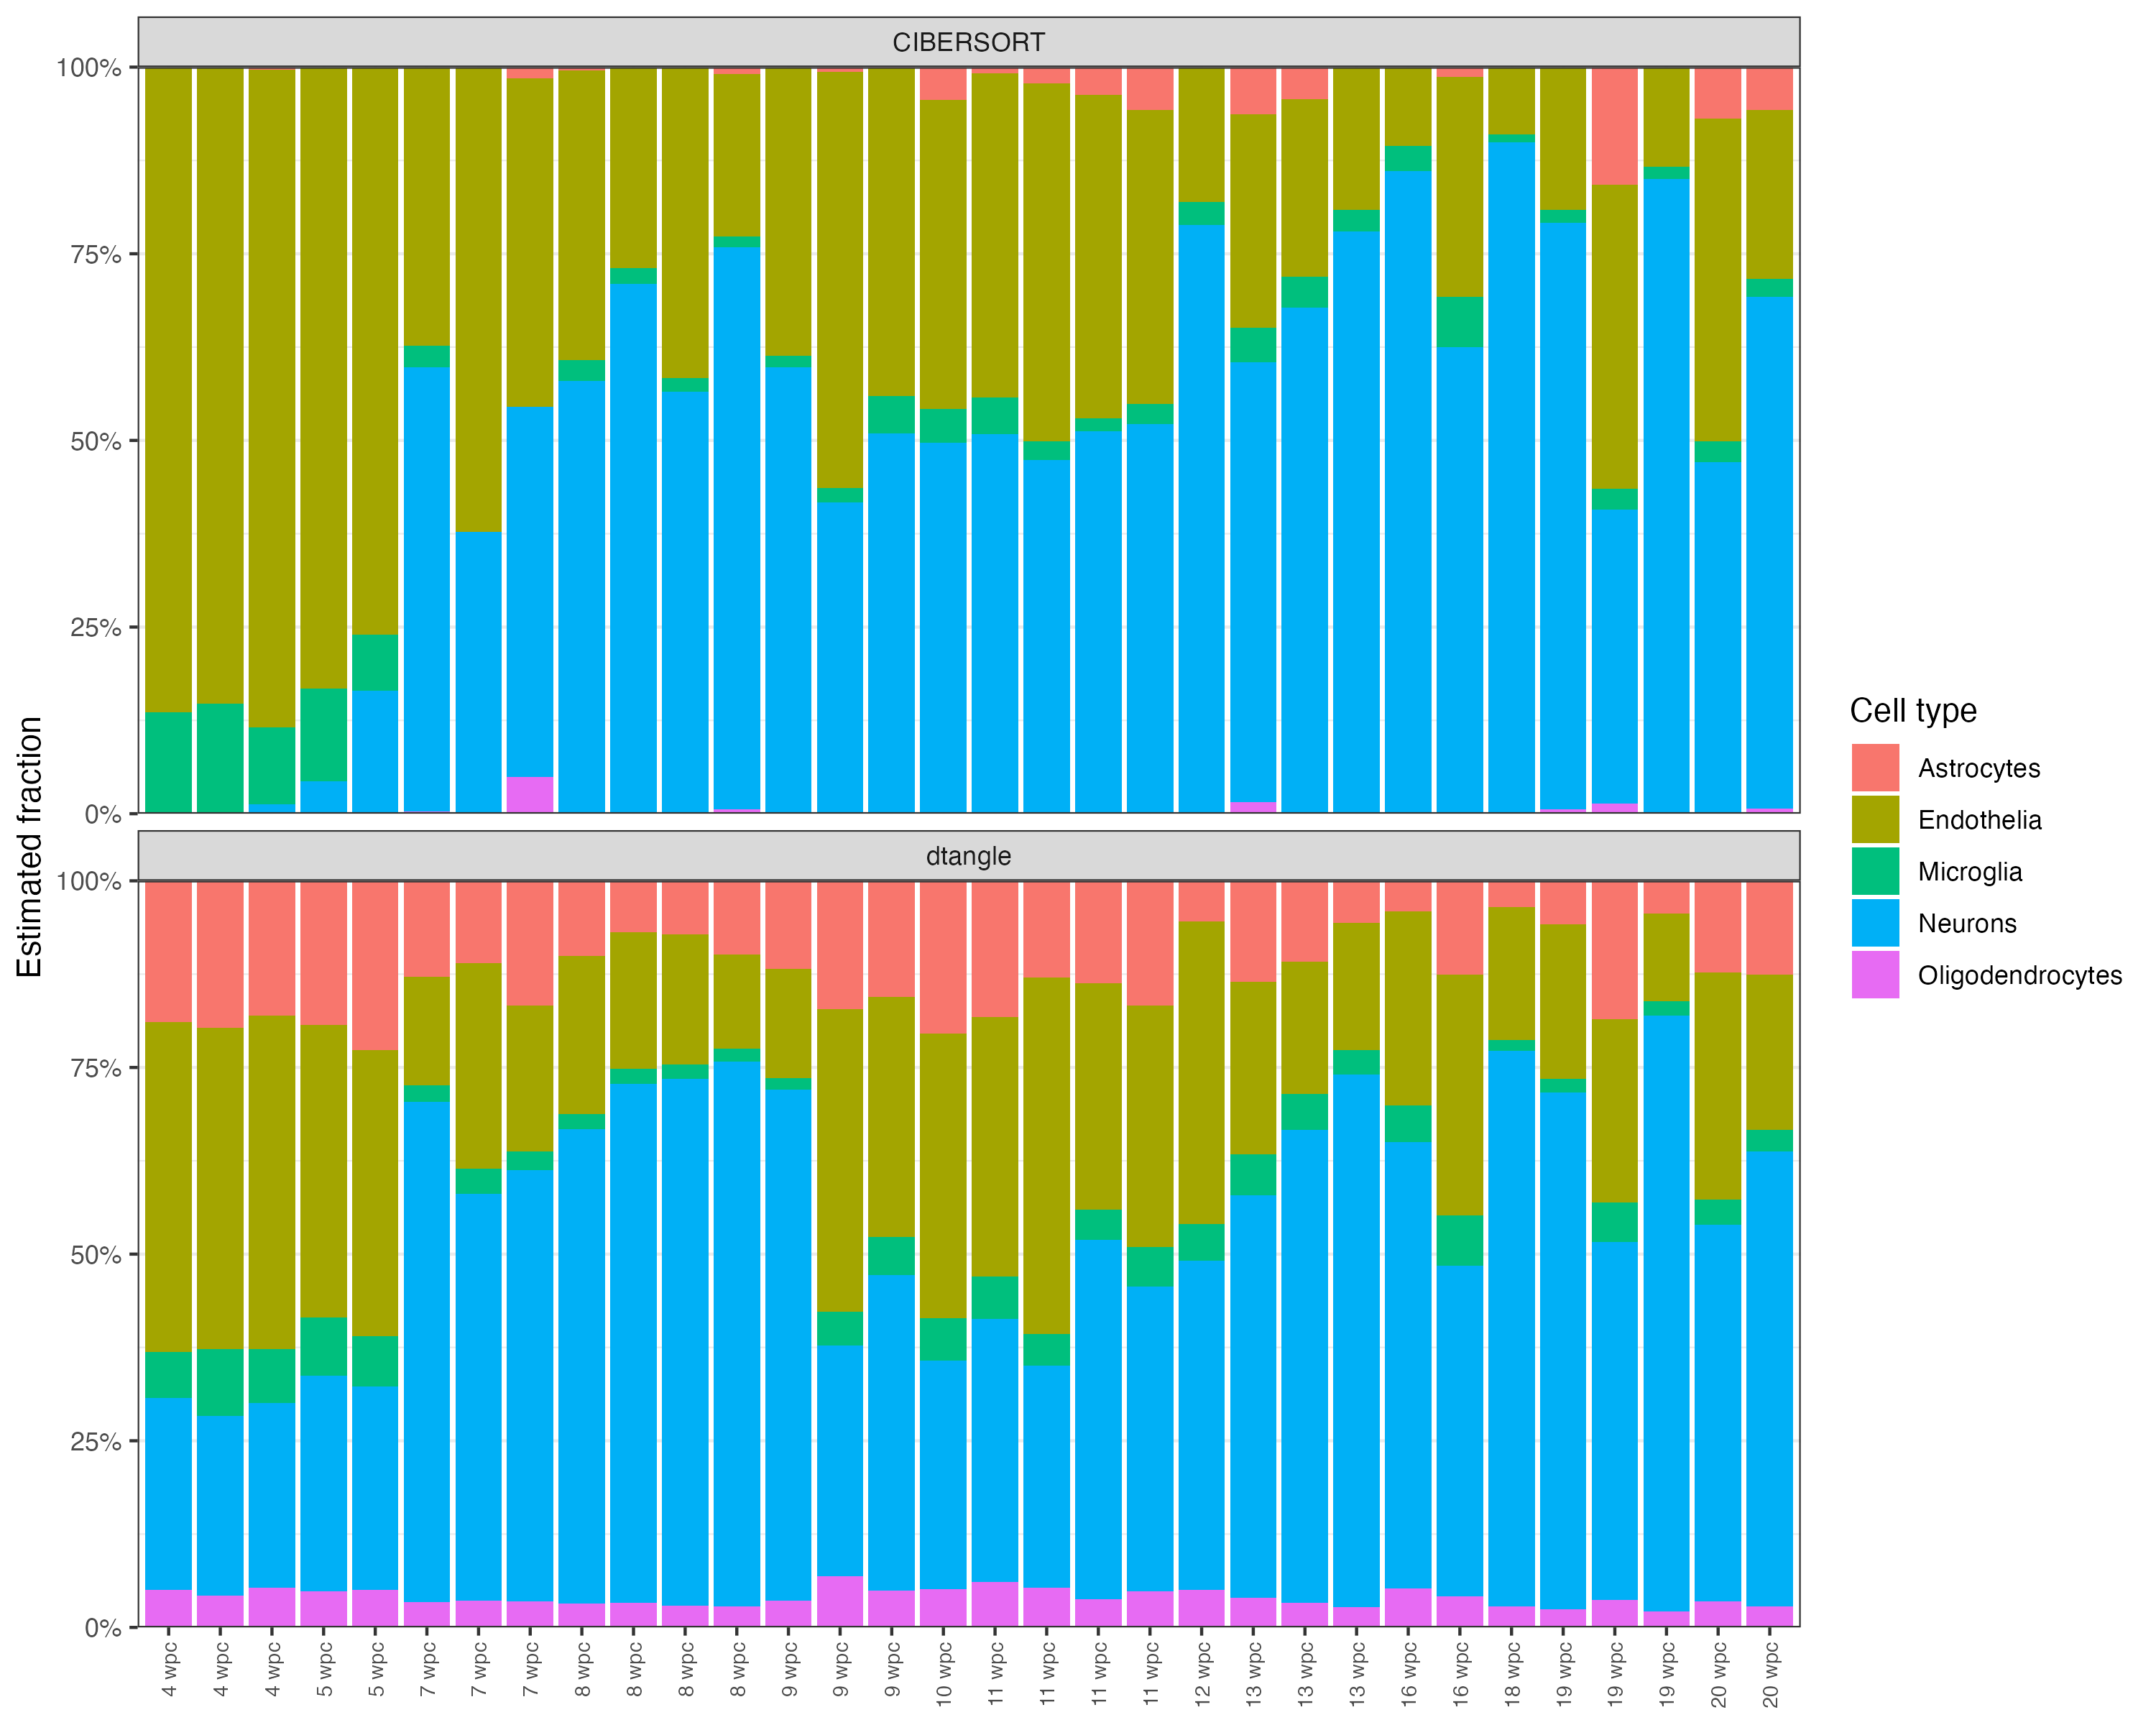 CIBERSORT
100%
75%
50%
25%
0%
dtangle
100%
75%
50%
25%
0%
Estimated fraction
4 wpc
4 wpc
4 wpc
5 wpc
5 wpc
7 wpc
7 wpc
7 wpc
8 wpc
8 wpc
8 wpc
8 wpc
9 wpc
9 wpc
9 wpc
10 wpc
11 wpc
11 wpc
11 wpc
11 wpc
12 wpc
13 wpc
13 wpc
13 wpc
16 wpc
16 wpc
18 wpc
19 wpc
19 wpc
19 wpc
20 wpc
20 wpc
Cell type
Astrocytes
Endothelia
Microglia
Neurons
Oligodendrocytes